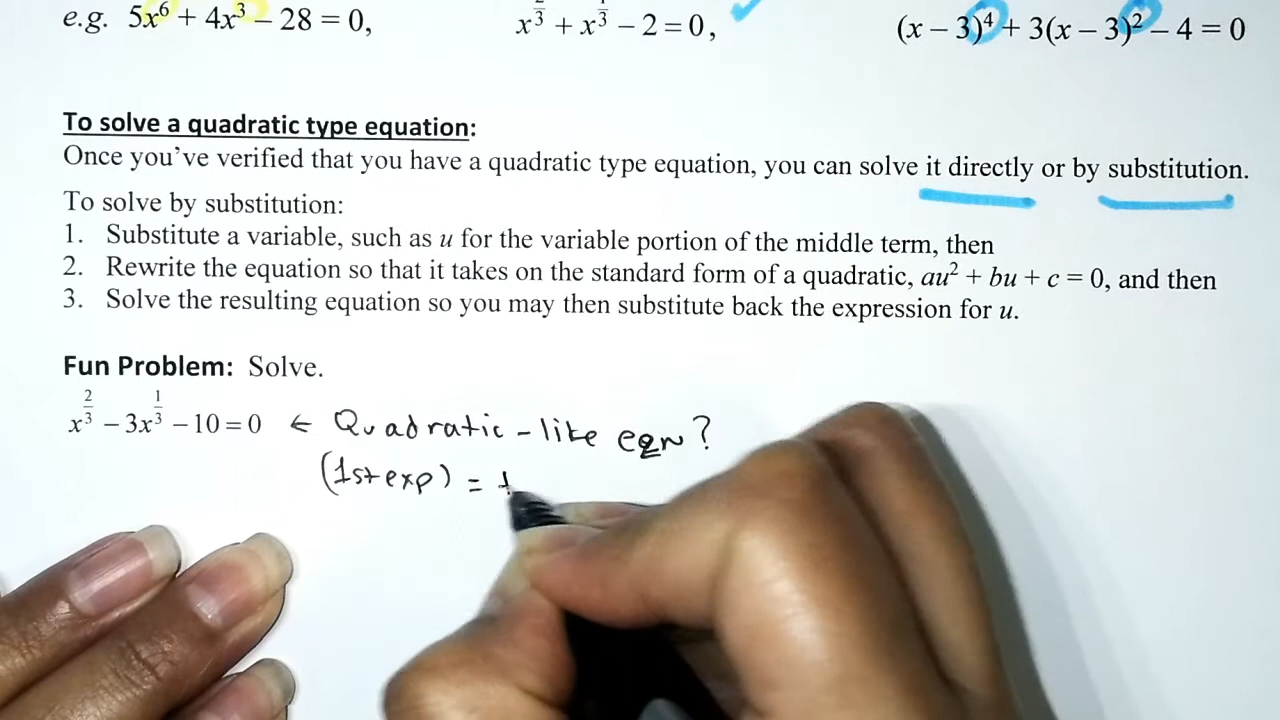 e.g. 5x⁶ + 4x³ – 28 = 0, x^(2/3) + x^(1/3) – 2 = 0, (x – 3)⁴ + 3(x – 3)² – 4 = 0
To solve a quadratic type equation:
Once you've verified that you have a quadratic type equation, you can solve it directly or by substitution.
To solve by substitution:
1. Substitute a variable, such as u for the variable portion of the middle term, then
2. Rewrite the equation so that it takes on the standard form of a quadratic, au² + bu + c = 0, and then
3. Solve the resulting equation so you may then substitute back the expression for u.
Fun Problem: Solve.
x^(2/3) – 3x^(1/3) – 10 = 0 ← Quadratic-like eqn?
(1st exp) =